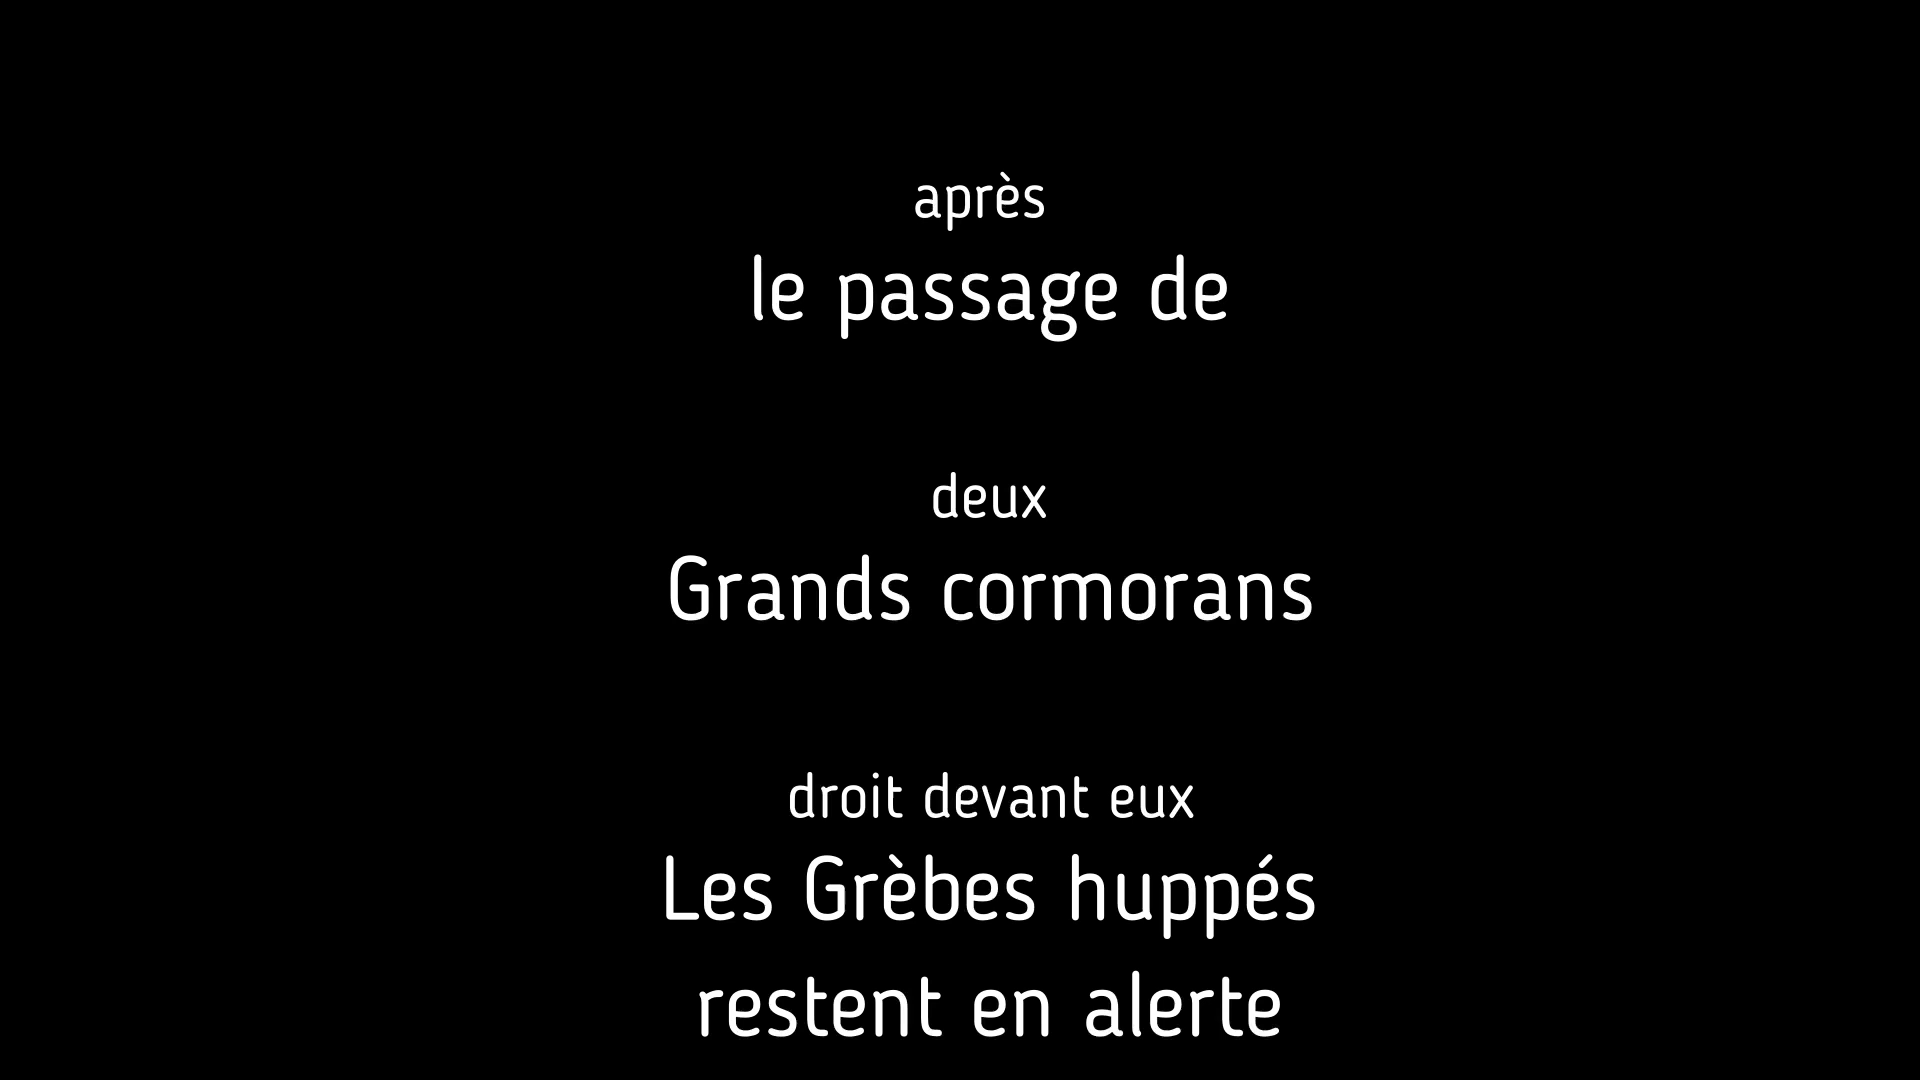 après
le passage de
deux
Grands cormorans
droit devant eux
Les Grèbes huppés
restent en alerte